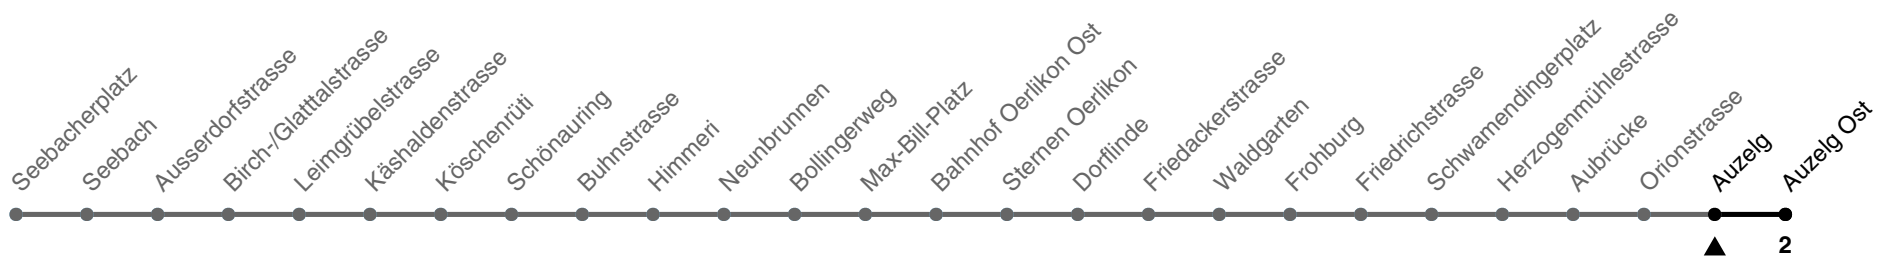 Seebacherplatz
Seebach
Ausserdorfstrasse
Birch-/Glatttalstrasse
Leimgrübelstrasse
Käshaldenstrasse
Köschenrüti
Schönauring
Buhnstrasse
Himmeri
Neunbrunnen
Bollingerweg
Max-Bill-Platz
Bahnhof Oerlikon Ost
Sternen Oerlikon
Dorflinde
Friedackerstrasse
Waldgarten
Frohburg
Friedrichstrasse
Schwamendingerplatz
Herzogenmühlestrasse
Aubrücke
Orionstrasse
Auzelg
Auzelg Ost
2